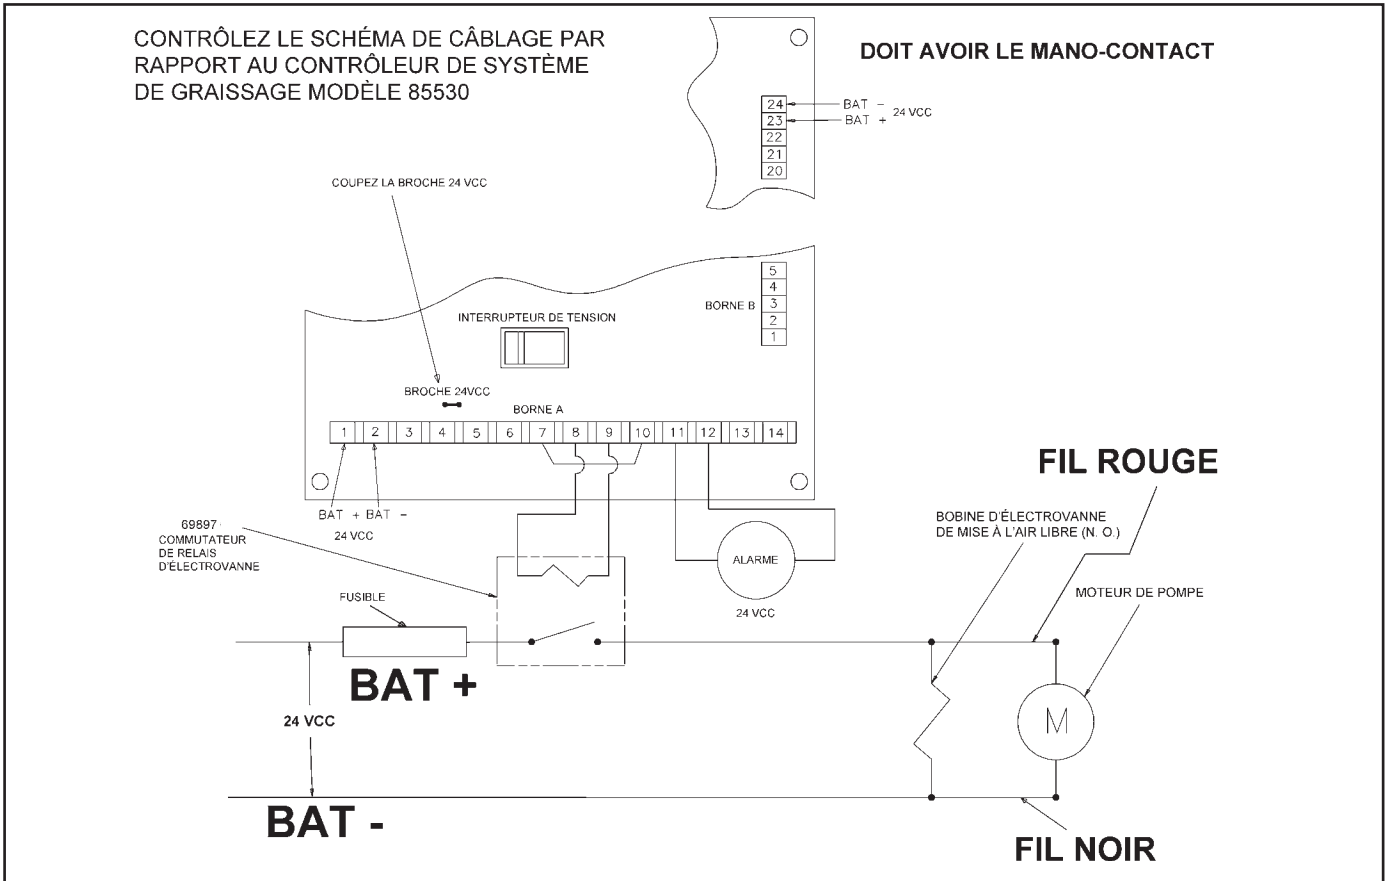 CONTRÔLEZ LE SCHÉMA DE CÂBLAGE PAR
RAPPORT AU CONTRÔLEUR DE SYSTÈME
DE GRAISSAGE MODÈLE 85530
DOIT AVOIR LE MANO-CONTACT
24
BAT -
24 VCC
23
BAT +
22
21
20
COUPEZ LA BROCHE 24 VCC
5
4
BORNE B
3
2
1
INTERRUPTEUR DE TENSION
BROCHE 24VCC
BORNE A
1 2 3 4 5 6 7 8 9 10 11 12 13 14
FIL ROUGE
BAT + BAT -
24 VCC
69897
COMMUTATEUR
DE RELAIS
D'ÉLECTROVANNE
BOBINE D'ÉLECTROVANNE
DE MISE À L'AIR LIBRE (N. O.)
ALARME
24 VCC
MOTEUR DE POMPE
FUSIBLE
BAT +
24 VCC
M
BAT -
FIL NOIR